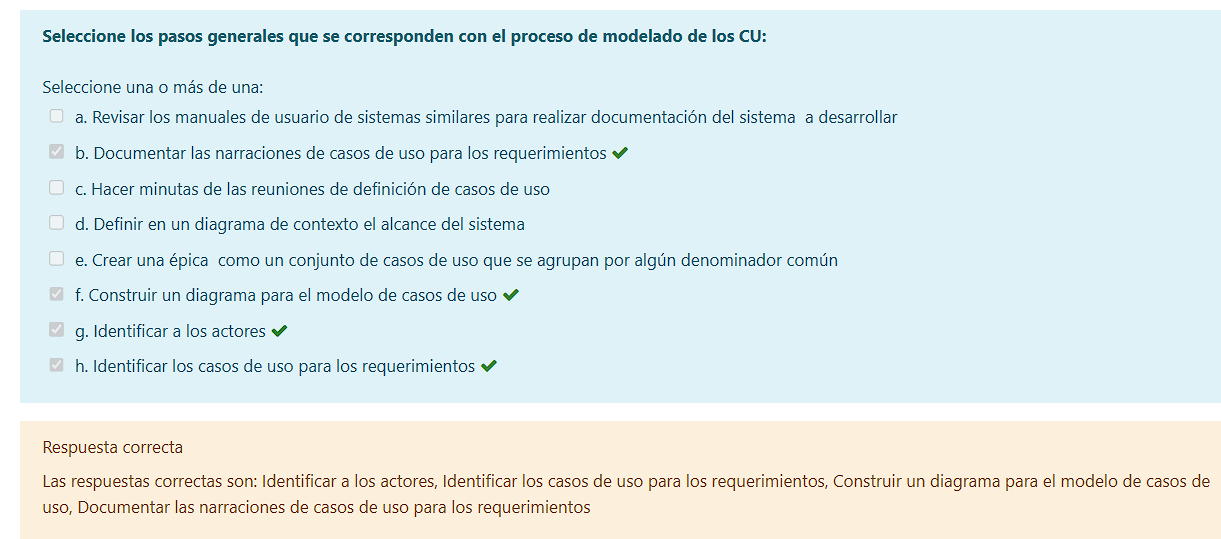 Seleccione los pasos generales que se corresponden con el proceso de modelado de los CU:
Seleccione una o más de una:
a. Revisar los manuales de usuario de sistemas similares para realizar documentación del sistema  a desarrollar
b. Documentar las narraciones de casos de uso para los requerimientos
c. Hacer minutas de las reuniones de definición de casos de uso
d. Definir en un diagrama de contexto el alcance del sistema
e. Crear una épica  como un conjunto de casos de uso que se agrupan por algún denominador común
f. Construir un diagrama para el modelo de casos de uso
g. Identificar a los actores
h. Identificar los casos de uso para los requerimientos
Respuesta correcta
Las respuestas correctas son: Identificar a los actores, Identificar los casos de uso para los requerimientos, Construir un diagrama para el modelo de casos de
uso, Documentar las narraciones de casos de uso para los requerimientos